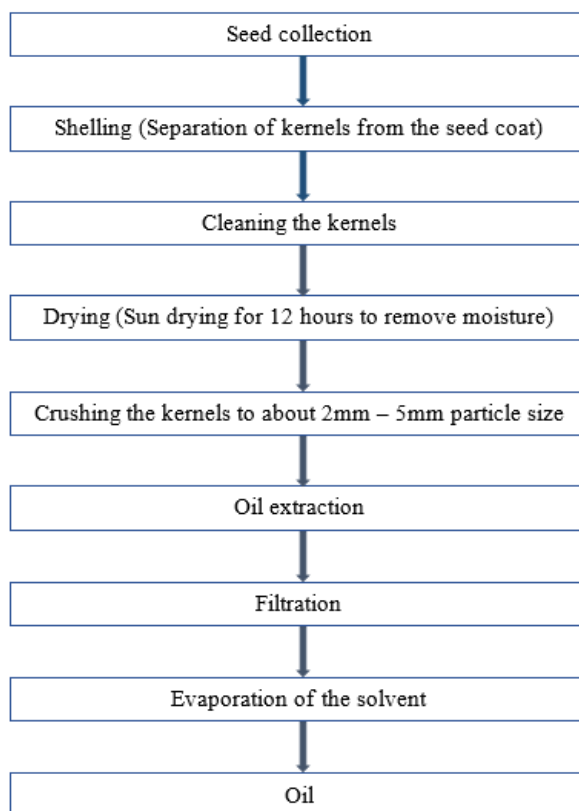 Seed collection
Shelling (Separation of kernels from the seed coat)
Cleaning the kernels
Drying (Sun drying for 12 hours to remove moisture)
Crushing the kernels to about 2mm – 5mm particle size
Oil extraction
Filtration
Evaporation of the solvent
Oil